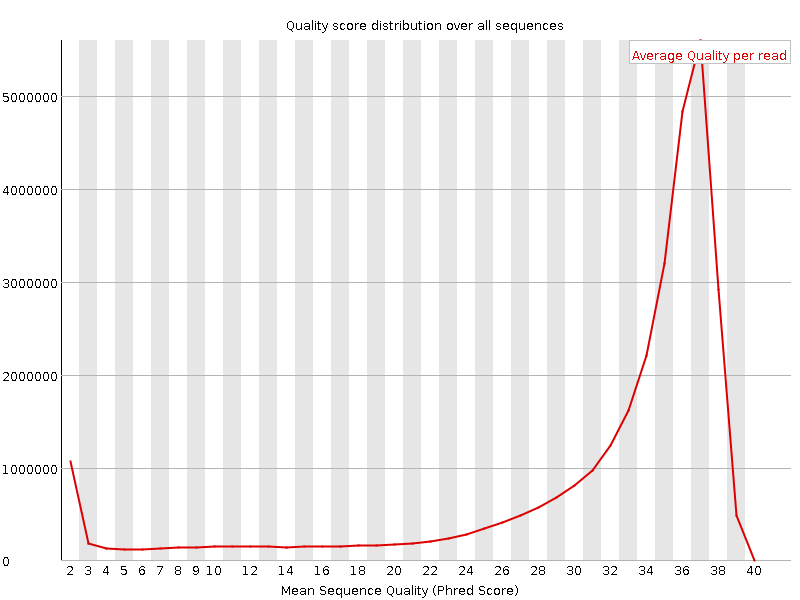 Quality score distribution over all sequences
Average Quality per read
5000000
4000000
3000000
2000000
1000000
0
2 3 4 5 6 7 8 9 10 12 14 16 18 20 22 24 26 28 30 32 34 36 38 40
Mean Sequence Quality (Phred Score)